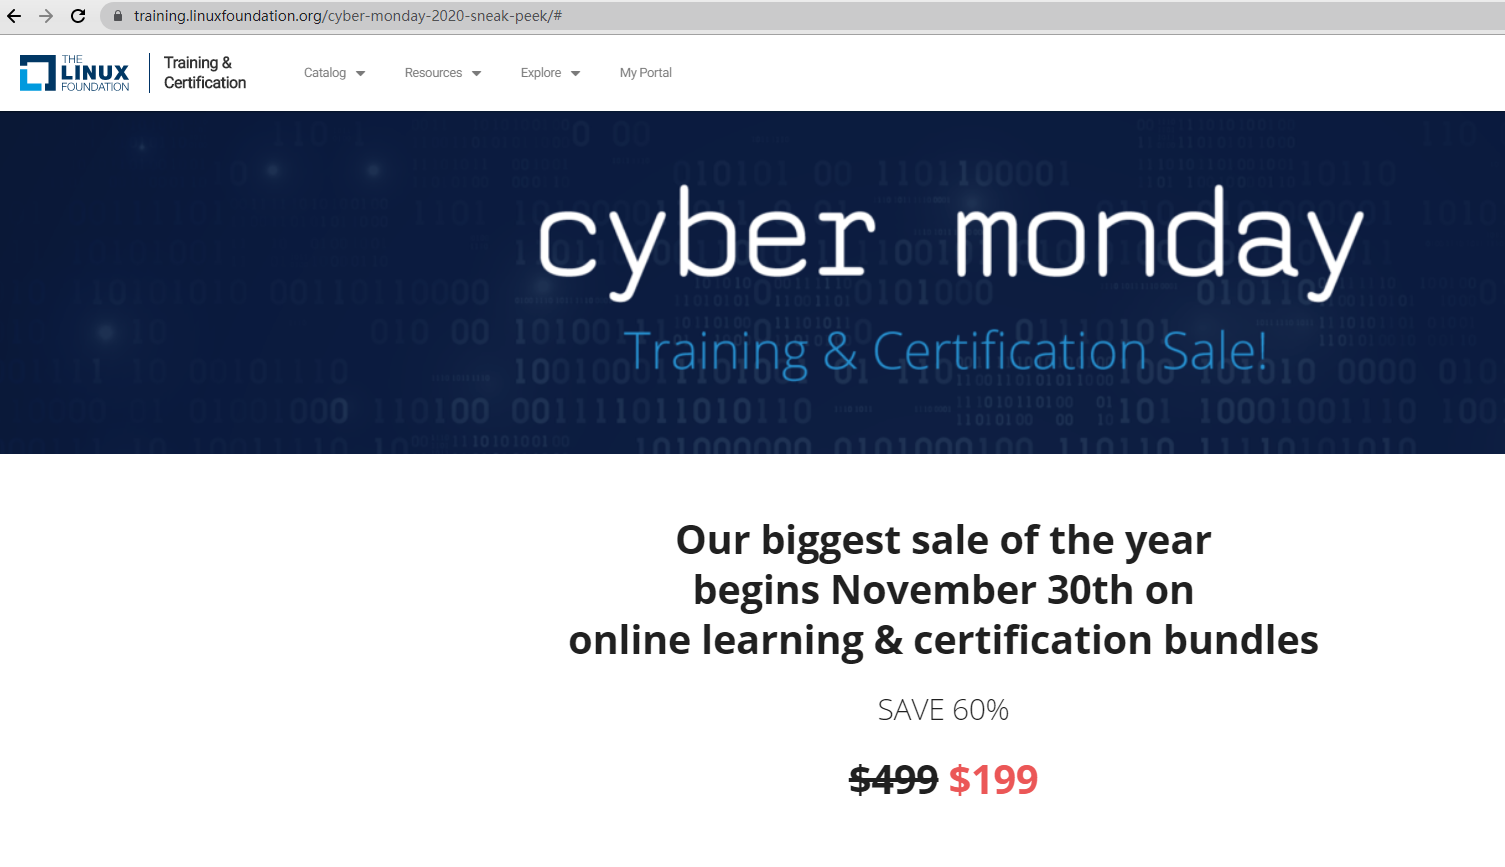 training.linuxfoundation.org/cyber-monday-2020-sneak-peek/#
THE
LINUX
FOUNDATION
Training &
Certification
Catalog
Resources
Explore
My Portal
cyber monday
Training & Certification Sale!
Our biggest sale of the year
begins November 30th on
online learning & certification bundles
SAVE 60%
$499 $199